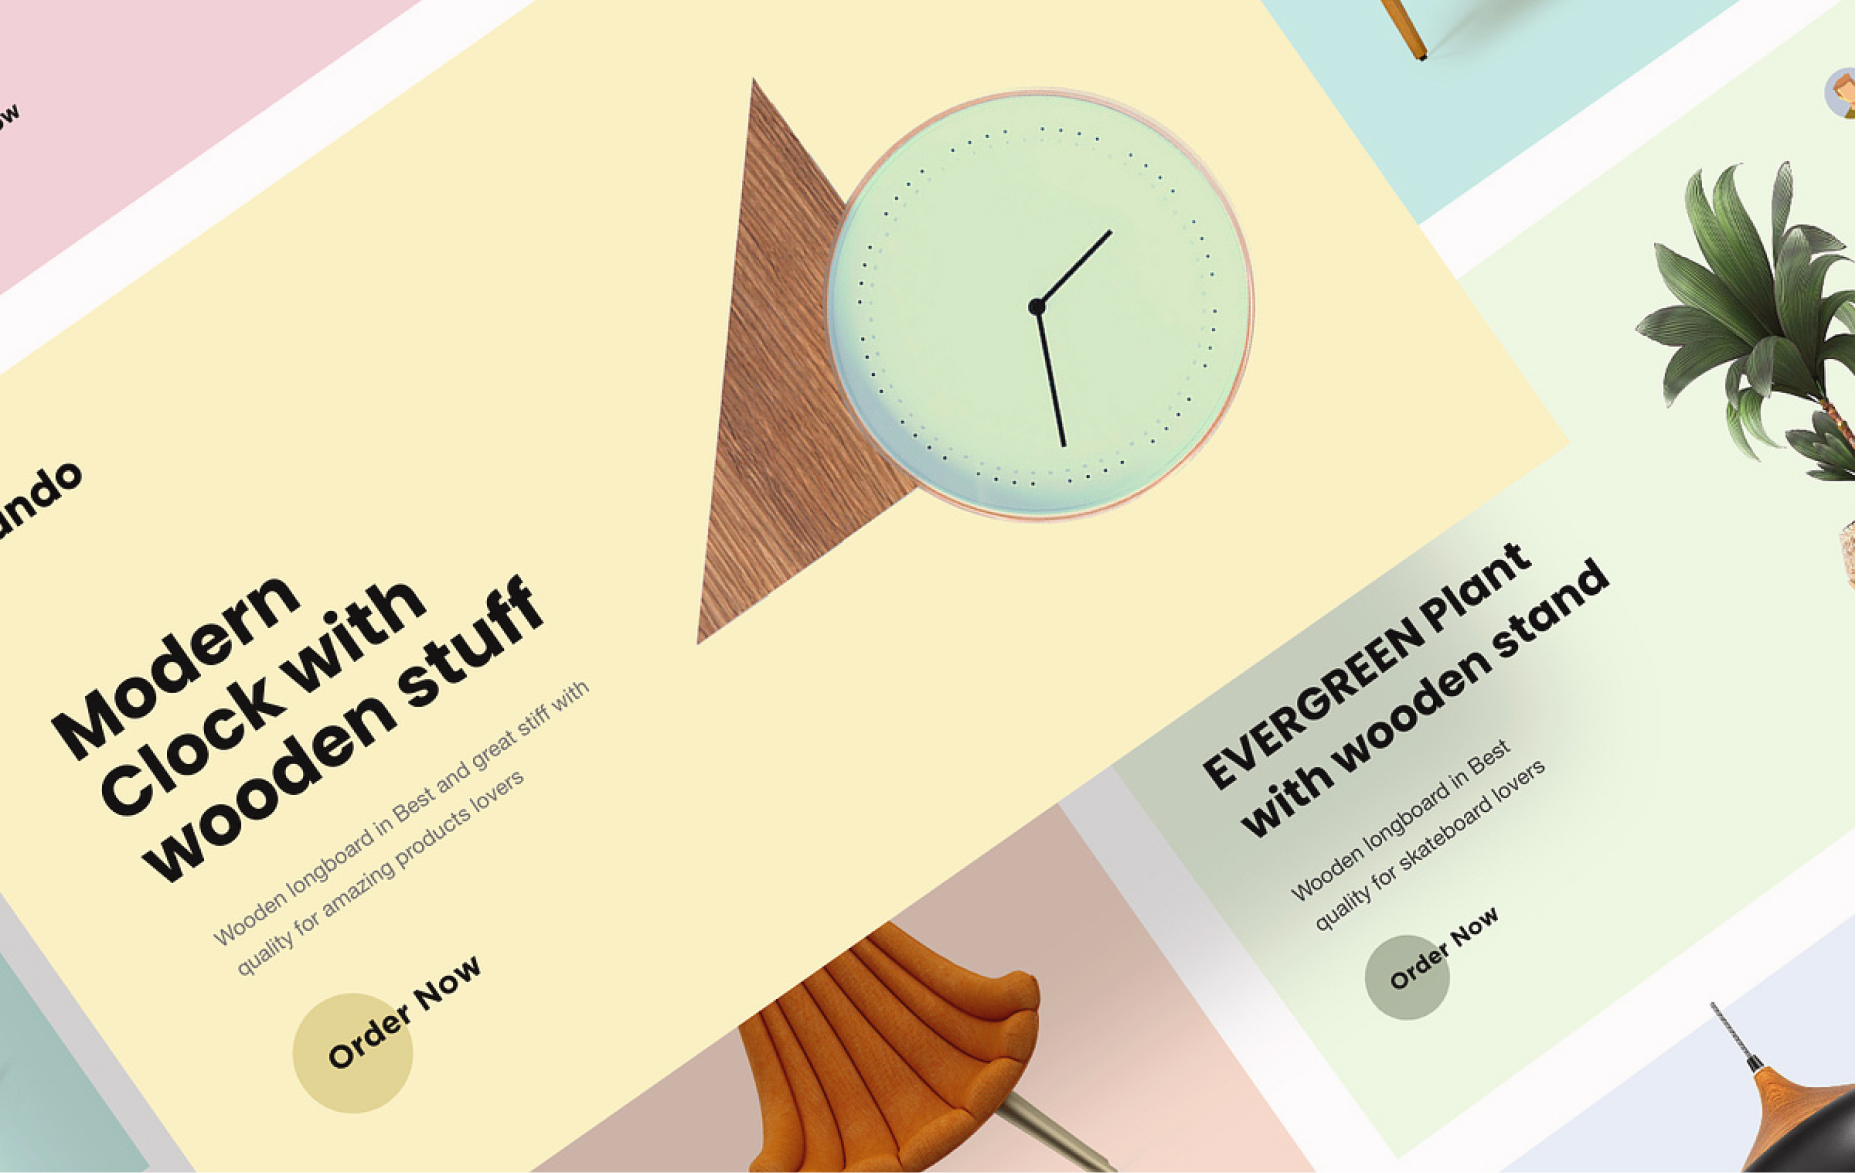 Modern
Clock with
wooden stuff
Wooden longboard in Best and great stiff with
quality for amazing products lovers
Order Now
EVERGREEN Plant
with wooden stand
Wooden longboard in Best
quality for skateboard lovers
Order Now